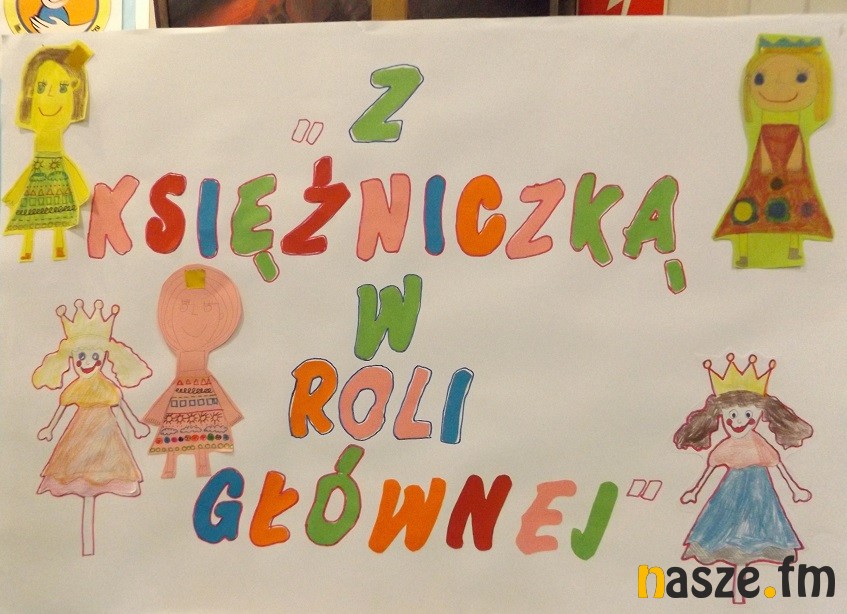 "Z
KSIĘŻNICZKĄ
W
ROLI
GŁÓWNEJ"
nasze.fm